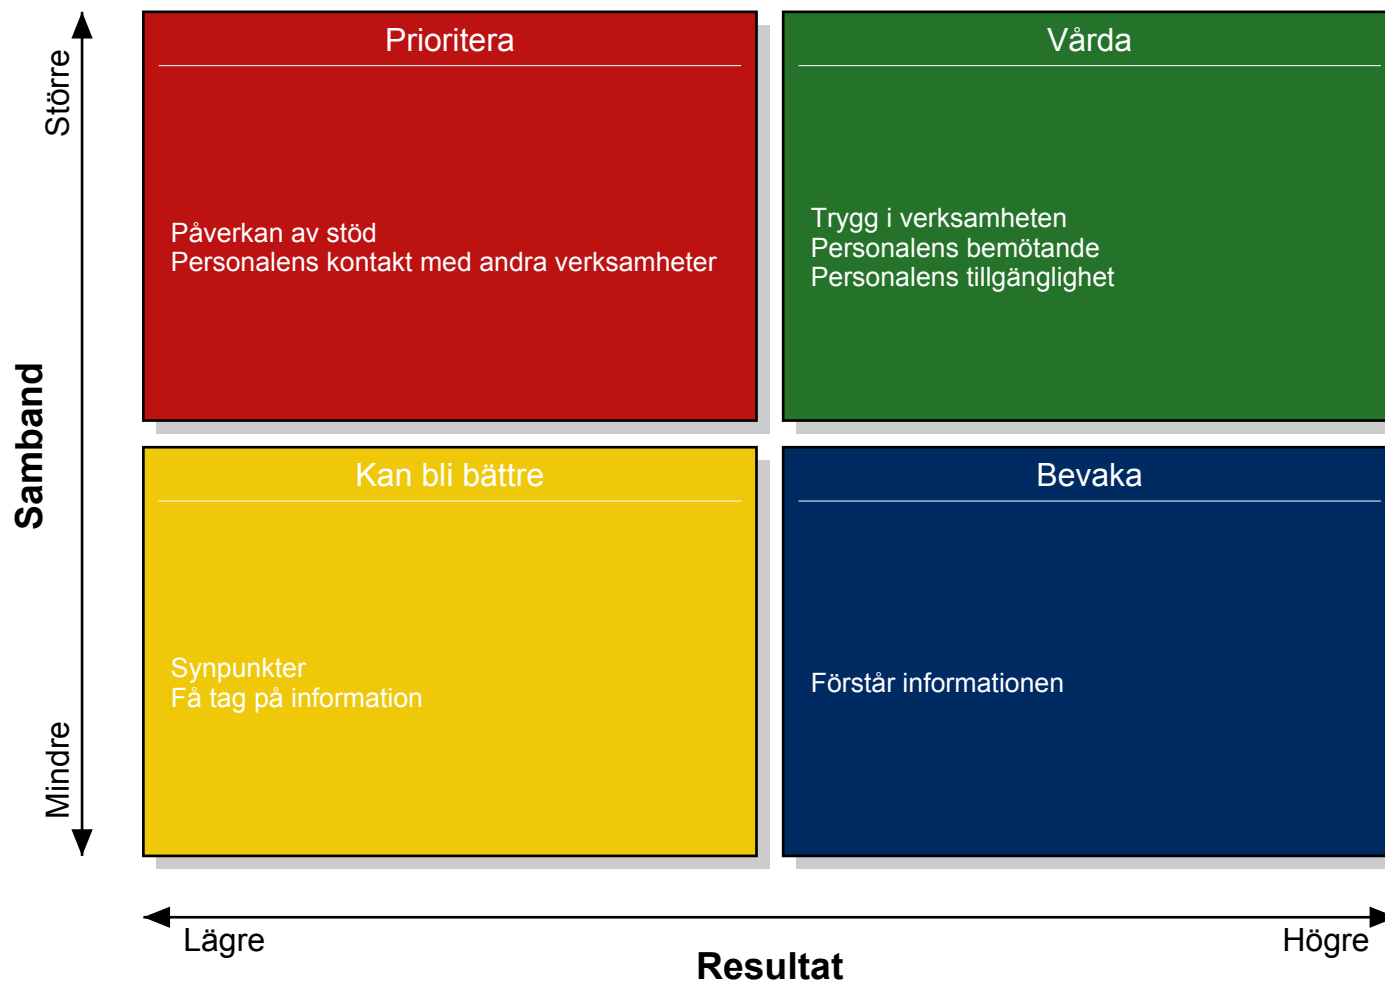 Större
Mindre
Samband
Prioritera
Påverkan av stöd
Personalens kontakt med andra verksamheter
Vårda
Trygg i verksamheten
Personalens bemötande
Personalens tillgänglighet
Kan bli bättre
Synpunkter
Få tag på information
Bevaka
Förstår informationen
Lägre
Högre
Resultat